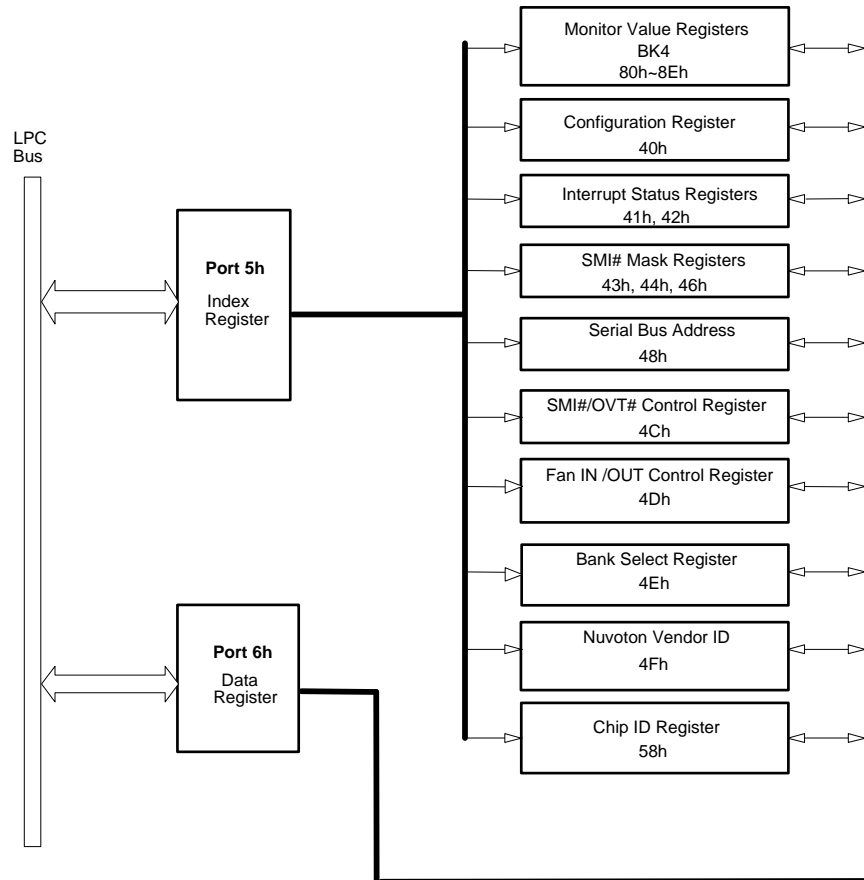 Monitor Value Registers
BK4
80h~8Eh
Configuration Register
40h
LPC
Bus
Interrupt Status Registers
41h, 42h
Port 5h
Index
Register
SMI# Mask Registers
43h, 44h, 46h
Serial Bus Address
48h
SMI#/OVT# Control Register
4Ch
Fan IN /OUT Control Register
4Dh
Bank Select Register
4Eh
Port 6h
Data
Register
Nuvoton Vendor ID
4Fh
Chip ID Register
58h